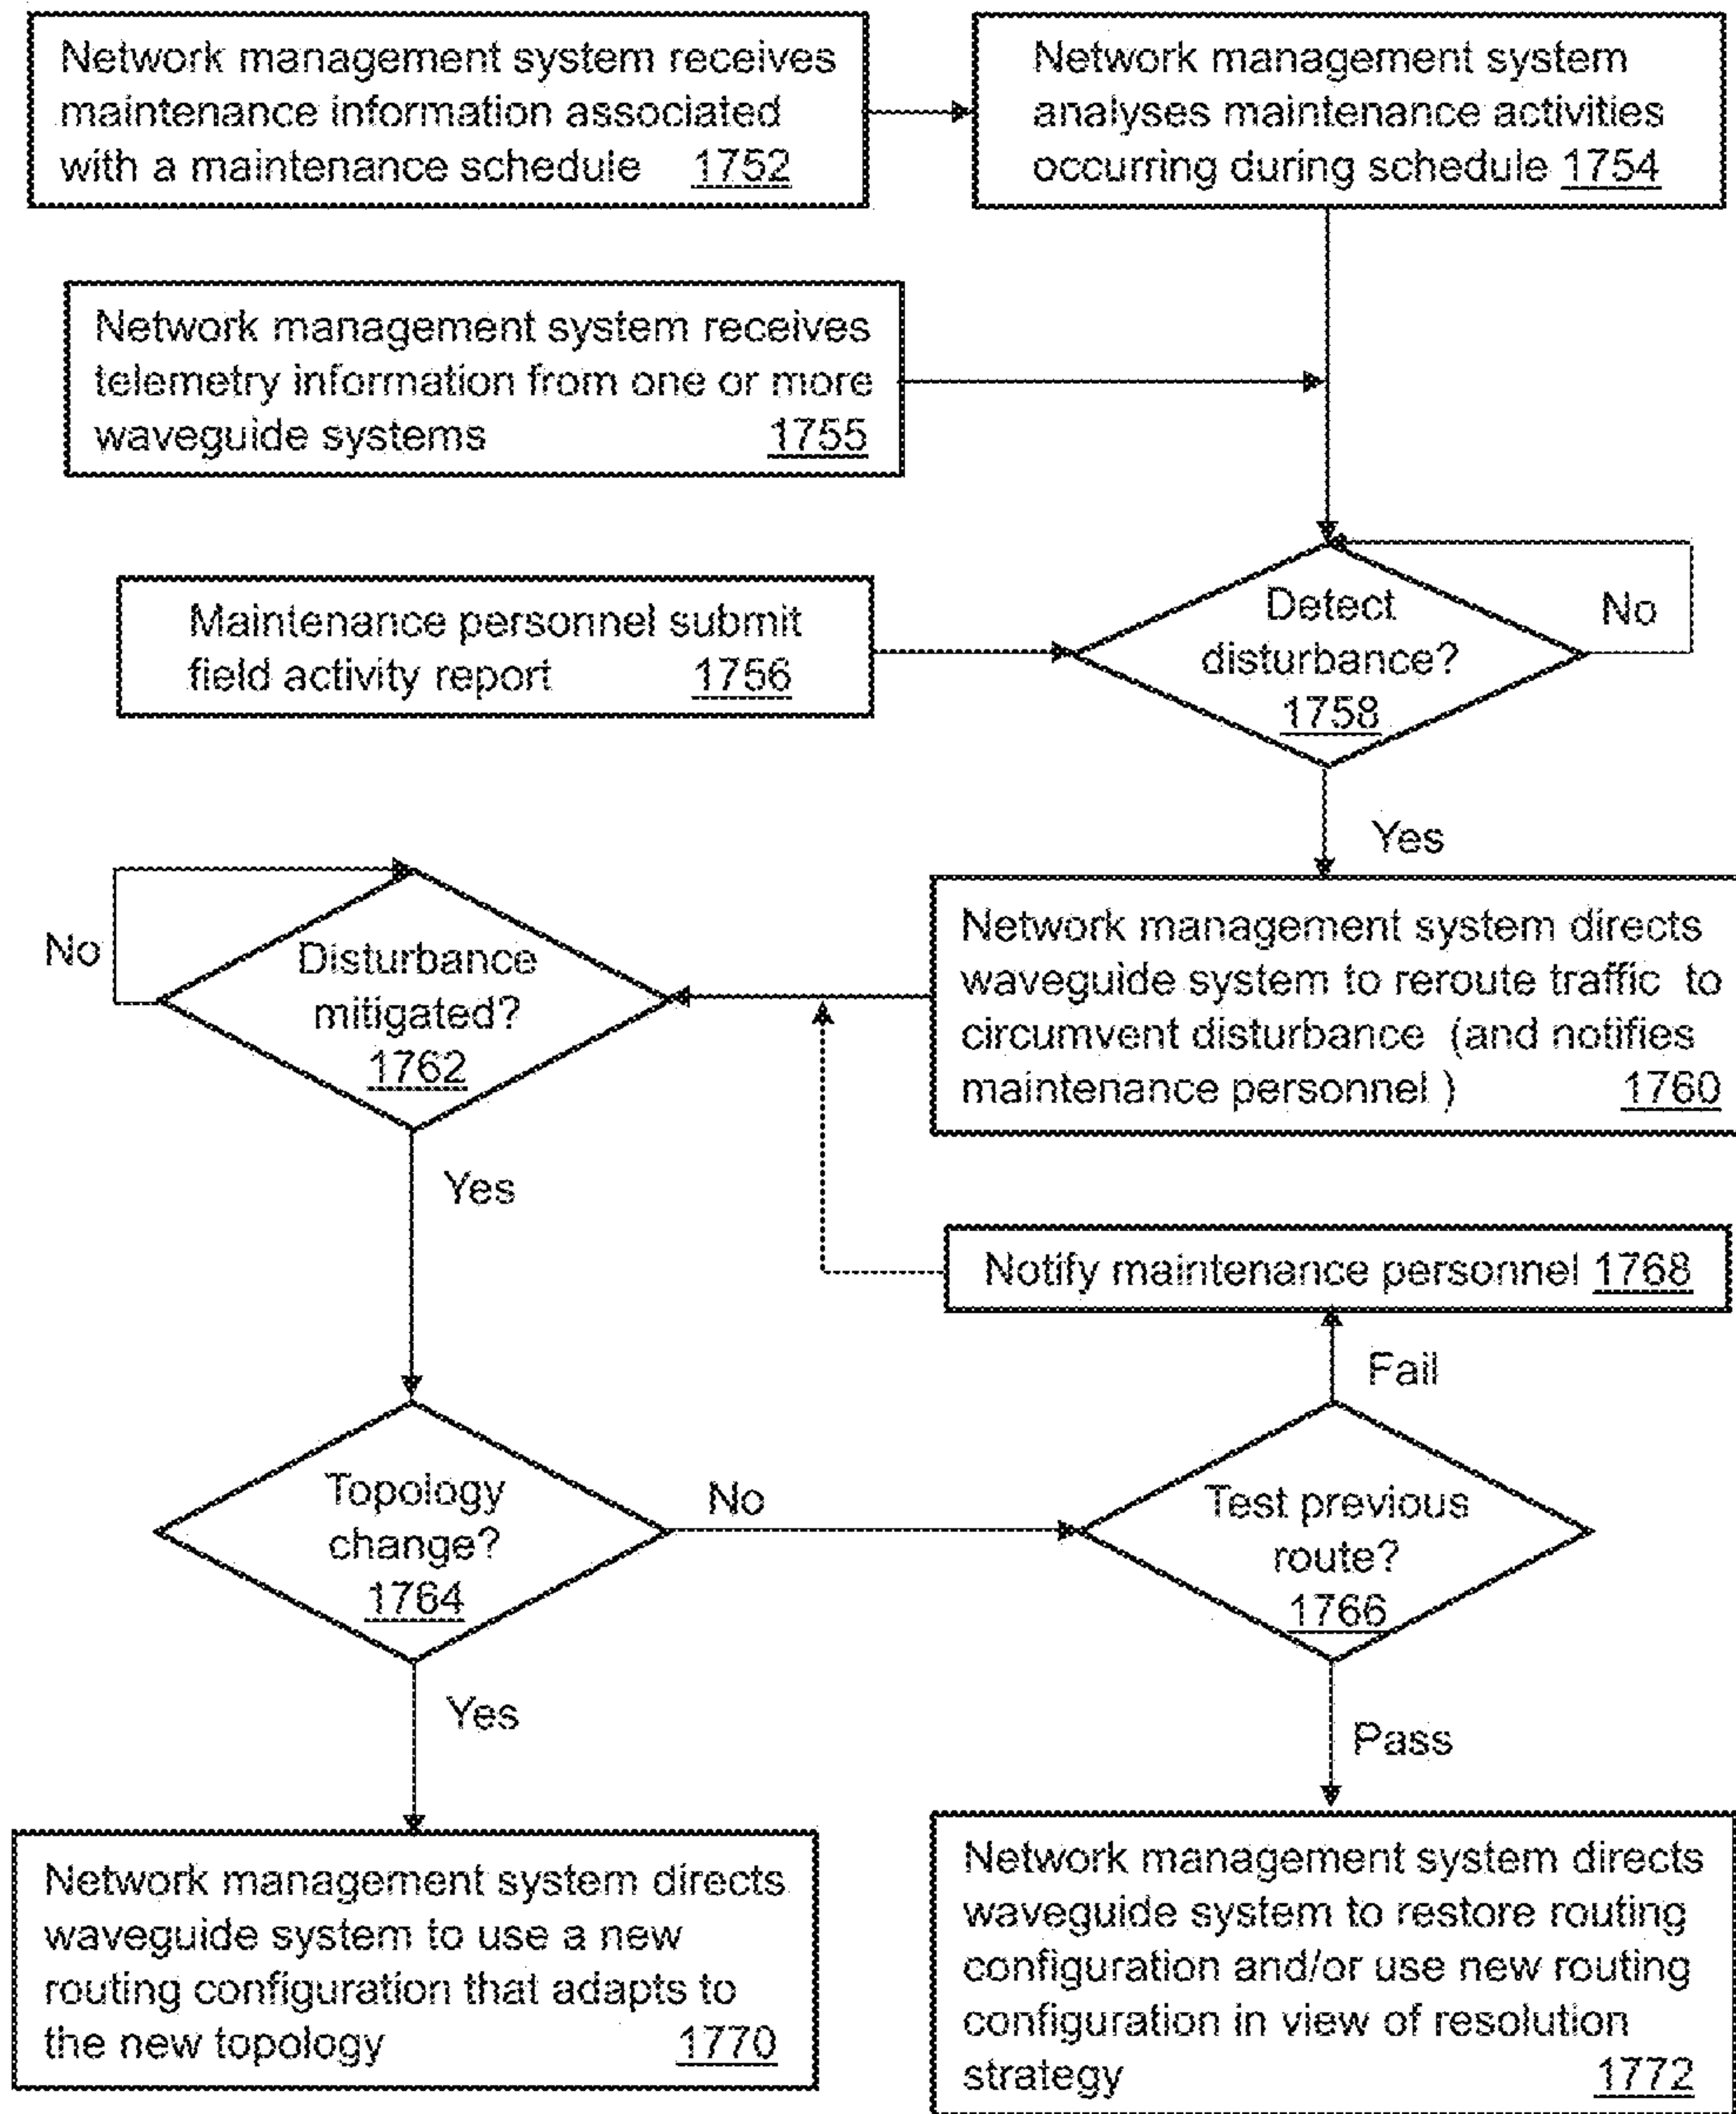 Network management system receives
maintenance information associated
with a maintenance schedule 1752
Network management system
analyses maintenance activities
occurring during schedule 1754
Network management system receives
telemetry information from one or more
waveguide systems 1755
Maintenance personnel submit
field activity report 1756
Detect
disturbance?
1758
No
Yes
Network management system directs
waveguide system to reroute traffic to
circumvent disturbance (and notifies
maintenance personnel ) 1760
Disturbance
mitigated?
1762
No
Yes
Notify maintenance personnel 1768
Fail
Topology
change?
1764
No
Test previous
route?
1766
Yes
Pass
Network management system directs
waveguide system to use a new
routing configuration that adapts to
the new topology 1770
Network management system directs
waveguide system to restore routing
configuration and/or use new routing
configuration in view of resolution
strategy 1772